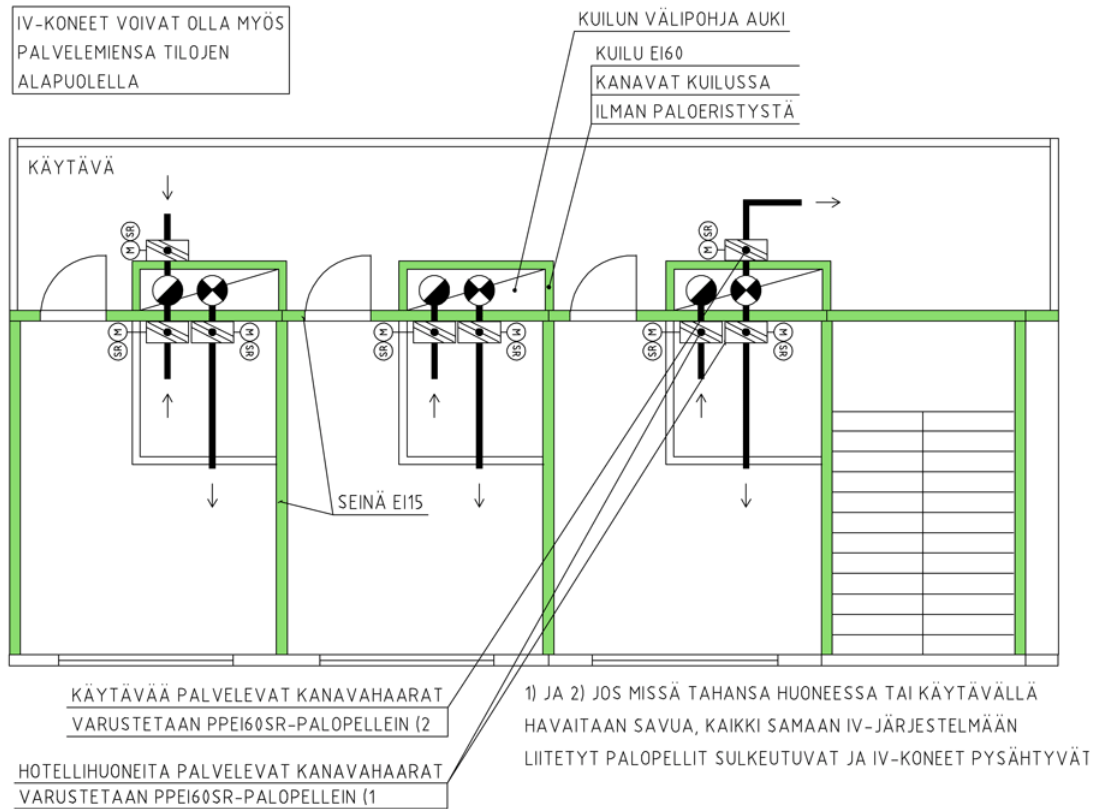 IV-KONEET VOIVAT OLLA MYÖS
PALVELEMIENSA TILOJEN
ALAPUOLELLA
KUILUN VÄLIPOHJA AUKI
KUILU EI60
KANAVAT KUILUSSA
ILMAN PALOERISTYSTÄ
KÄYTÄVÄ
SR
M
SR
M
M
SR
M
SR
M
SR
M
SR
M
SR
M
SR
SEINÄ EI15
KÄYTÄVÄÄ PALVELEVAT KANAVAHAARAT
VARUSTETAAN PPEI60SR-PALOPELLEIN (2
HOTELLIHUONEITA PALVELEVAT KANAVAHAARAT
VARUSTETAAN PPEI60SR-PALOPELLEIN (1
1) JA 2) JOS MISSÄ TAHANSA HUONEESSA TAI KÄYTÄVÄLLÄ
HAVAITAAN SAVUA, KAIKKI SAMAAN IV-JÄRJESTELMÄÄN
LIITETYT PALOPELLIT SULKEUTUVAT JA IV-KONEET PYSÄHTYVÄT